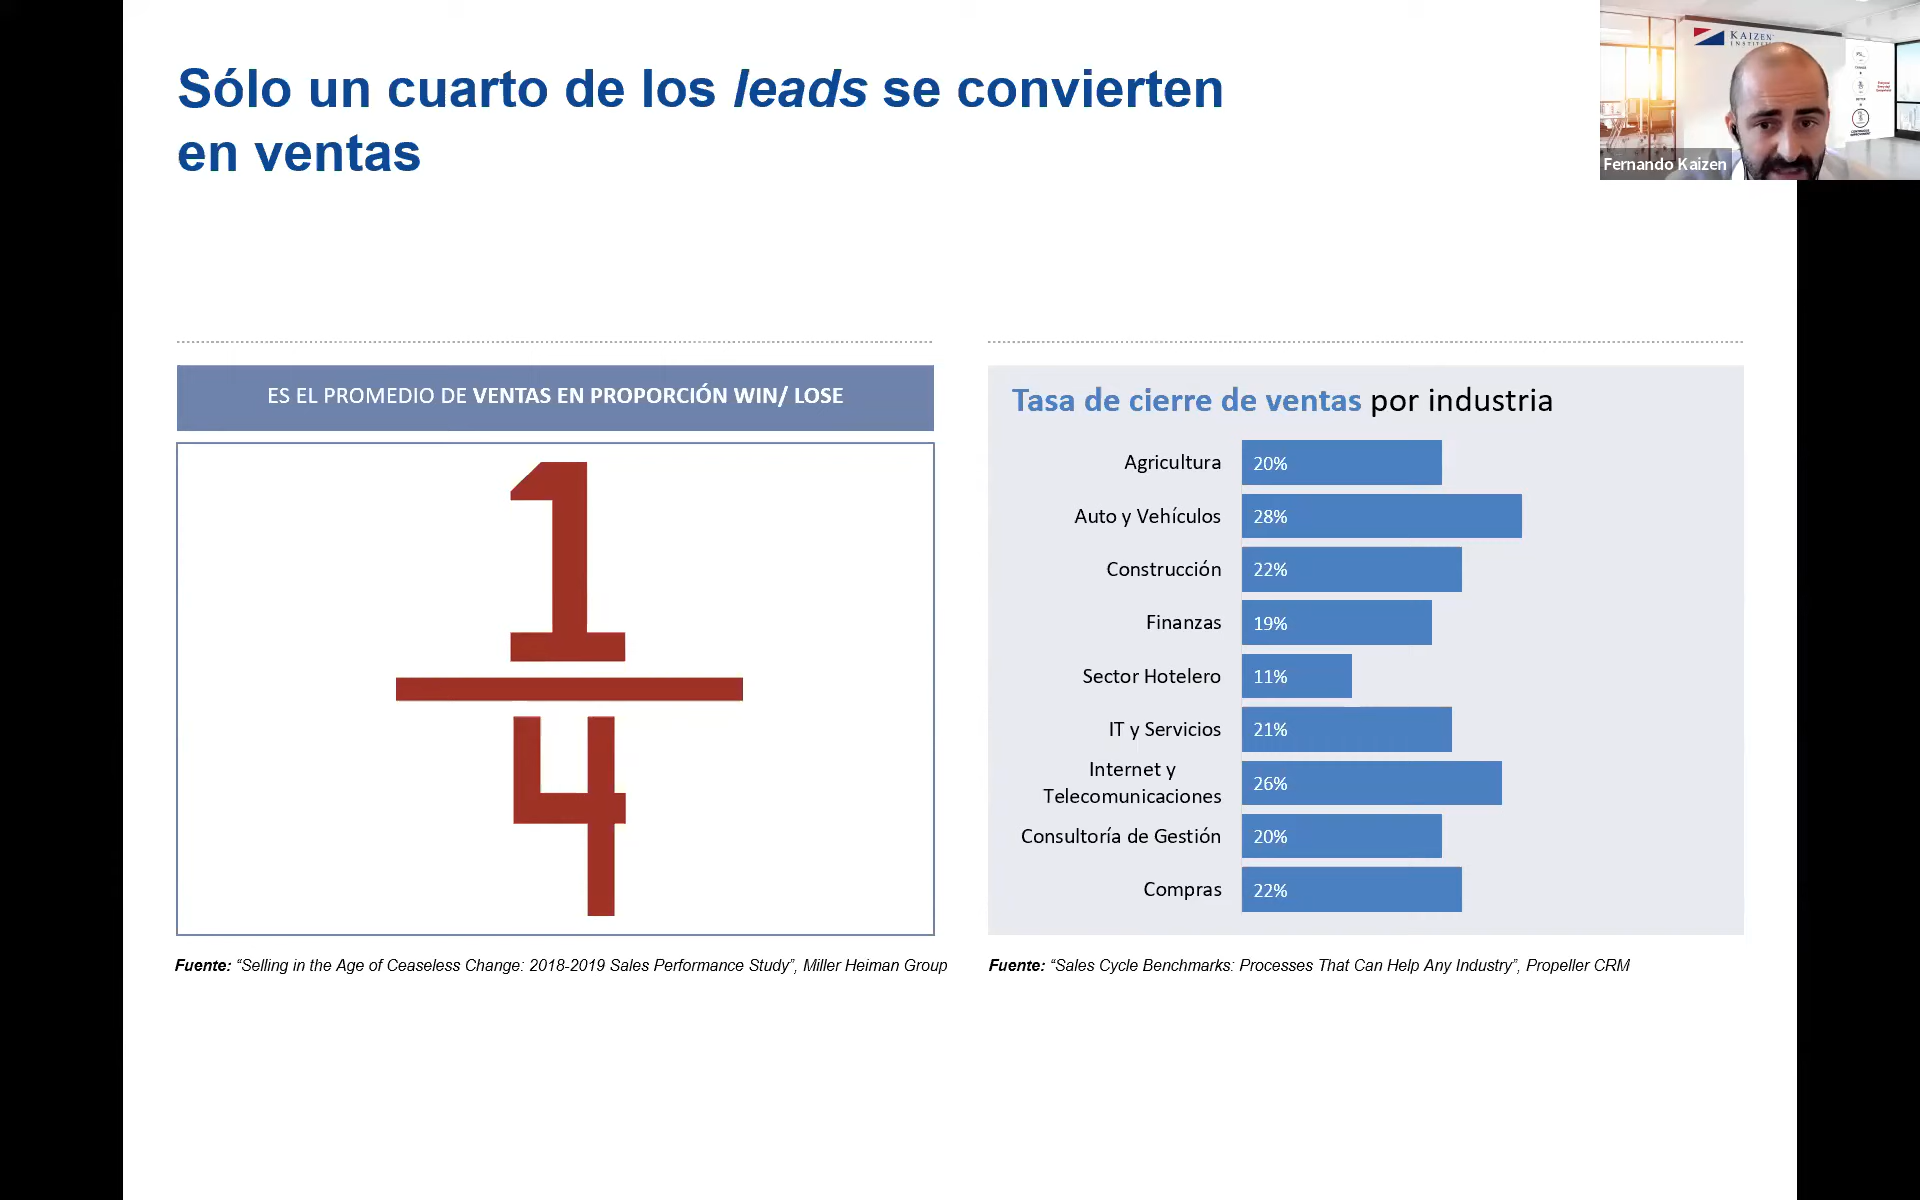 Sólo un cuarto de los leads se convierten
en ventas
KAIZEN
INSTITUTE
Fernando Kaizen
ES EL PROMEDIO DE VENTAS EN PROPORCIÓN WIN/ LOSE
1
4
Fuente: “Selling in the Age of Ceaseless Change: 2018-2019 Sales Performance Study”, Miller Heiman Group
Tasa de cierre de ventas por industria
Agricultura 20%
Auto y Vehículos 28%
Construcción 22%
Finanzas 19%
Sector Hotelero 11%
IT y Servicios 21%
Internet y
Telecomunicaciones 26%
Consultoría de Gestión 20%
Compras 22%
Fuente: “Sales Cycle Benchmarks: Processes That Can Help Any Industry”, Propeller CRM